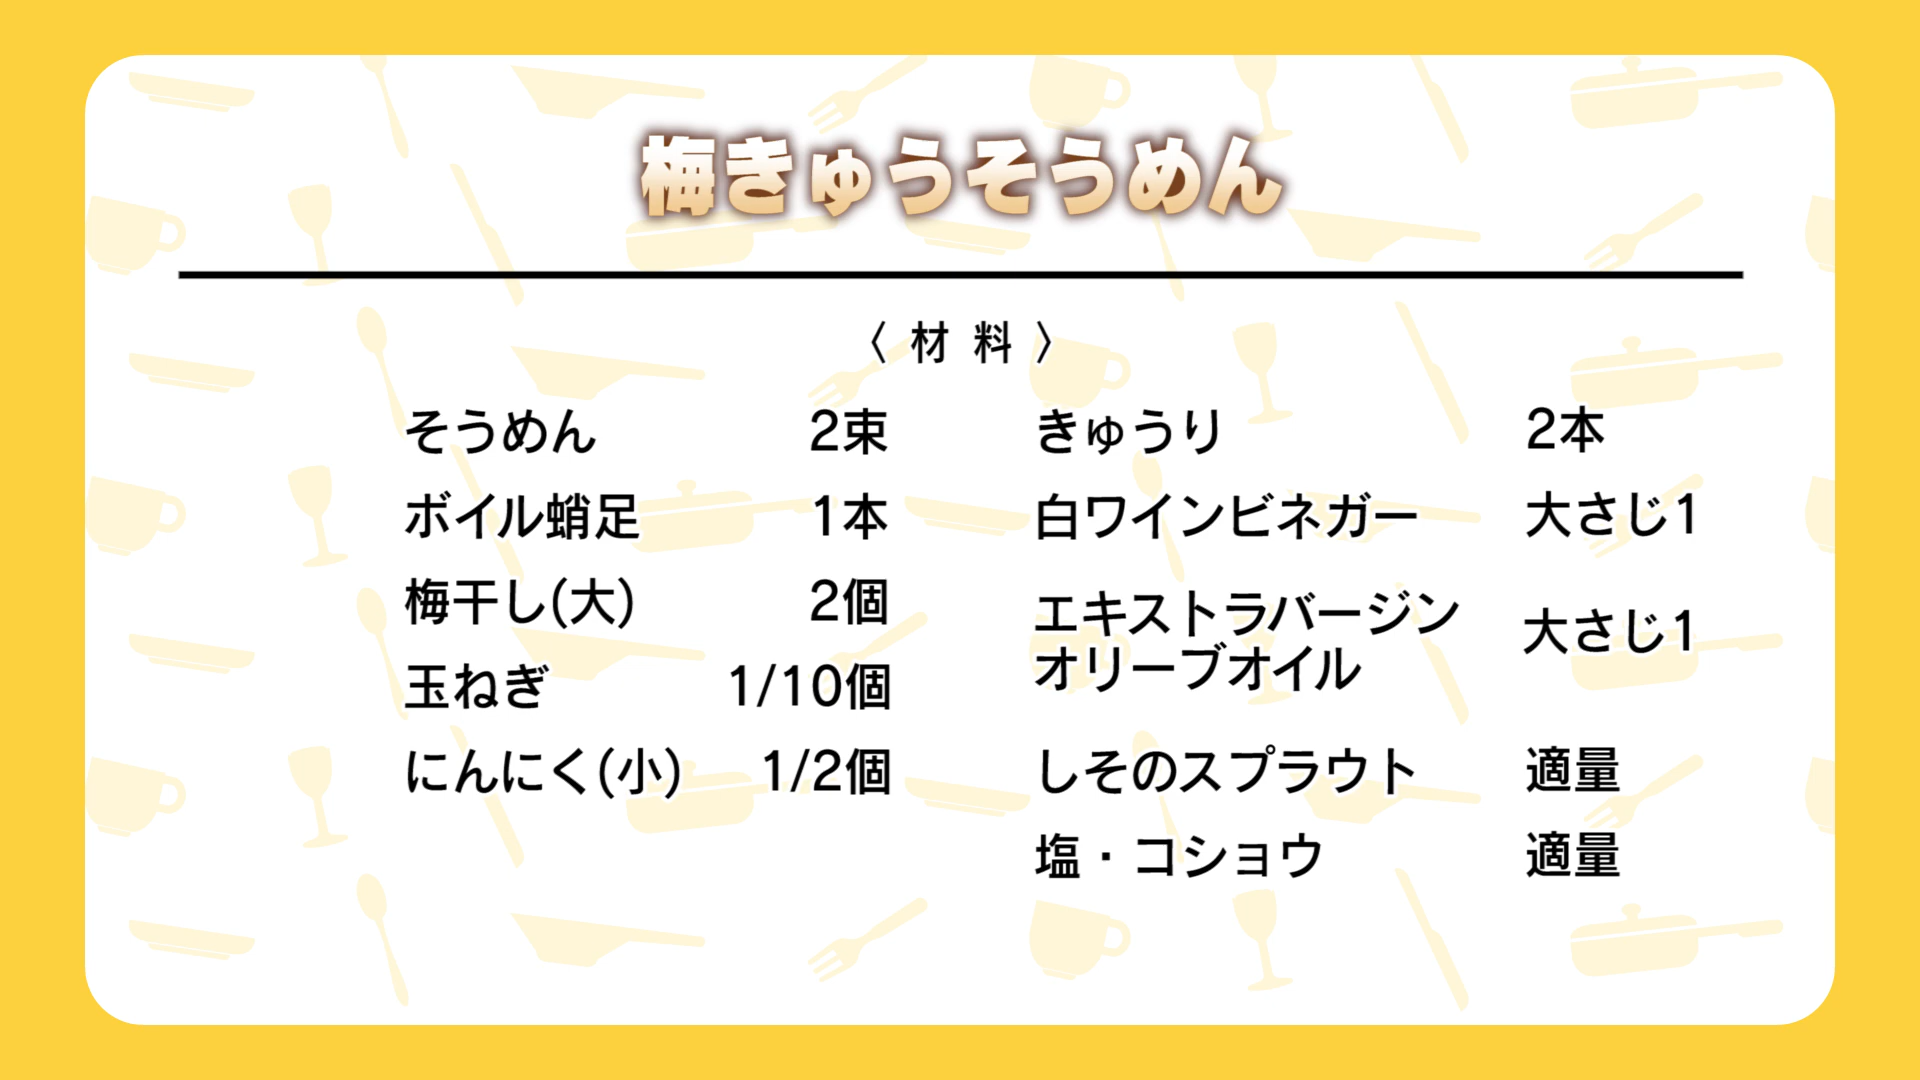 梅きゅうそうめん
〈 材 料 〉
そうめん 2束
ボイル蛸足 1本
梅干し(大) 2個
玉ねぎ 1/10個
にんにく(小) 1/2個
きゅうり 2本
白ワインビネガー 大さじ1
エキストラバージン
オリーブオイル 大さじ1
しそのスプラウト 適量
塩・コショウ 適量